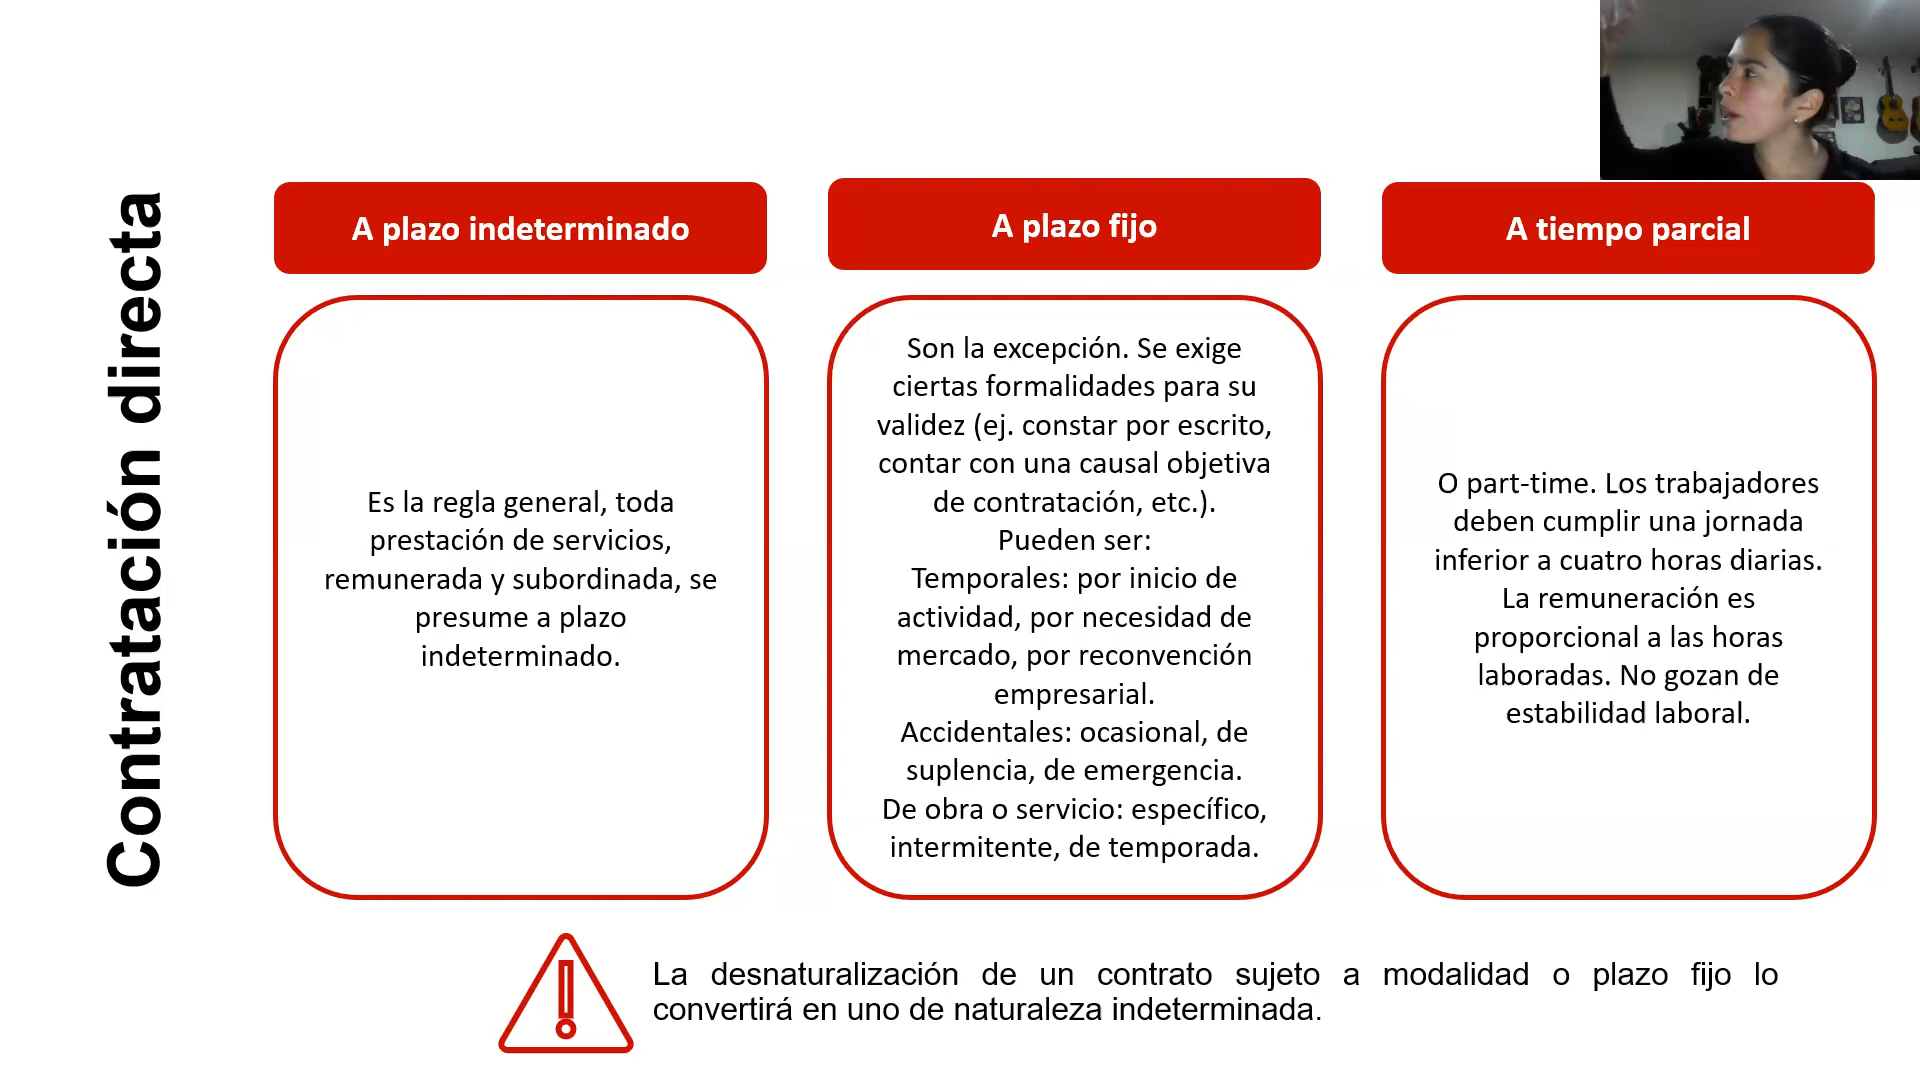 Contratación directa
A plazo indeterminado
Es la regla general, toda
prestación de servicios,
remunerada y subordinada, se
presume a plazo
indeterminado.
A plazo fijo
Son la excepción. Se exige
ciertas formalidades para su
validez (ej. constar por escrito,
contar con una causal objetiva
de contratación, etc.).
Pueden ser:
Temporales: por inicio de
actividad, por necesidad de
mercado, por reconvención
empresarial.
Accidentales: ocasional, de
suplencia, de emergencia.
De obra o servicio: específico,
intermitente, de temporada.
A tiempo parcial
O part-time. Los trabajadores
deben cumplir una jornada
inferior a cuatro horas diarias.
La remuneración es
proporcional a las horas
laboradas. No gozan de
estabilidad laboral.
La desnaturalización de un contrato sujeto a modalidad o plazo fijo lo
convertirá en uno de naturaleza indeterminada.